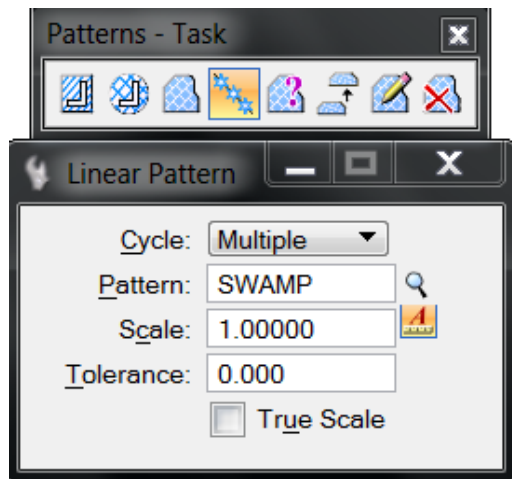 Patterns - Task
Linear Pattern
Cycle: Multiple
Pattern: SWAMP
Scale: 1.00000
A
Tolerance: 0.000
True Scale